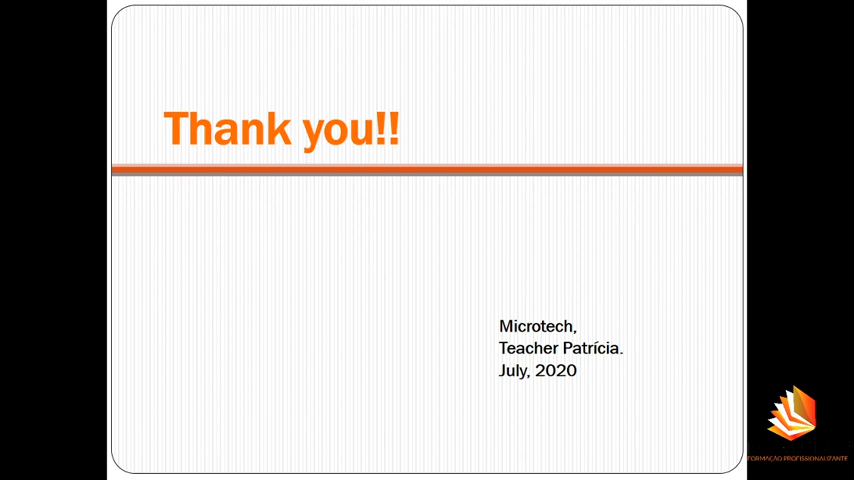 Thank you!!
Microtech,
Teacher Patrícia.
July, 2020
FORMAÇÃO PROFISSIONALIZANTE